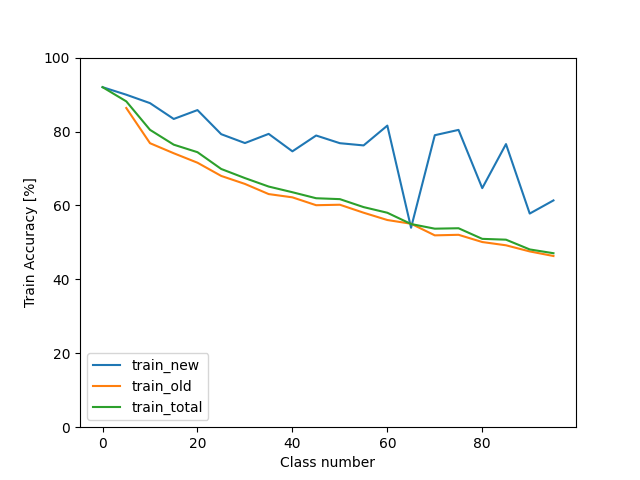 100
80
60
40
20
0
Train Accuracy [%]
train_new
train_old
train_total
0 20 40 60 80
Class number